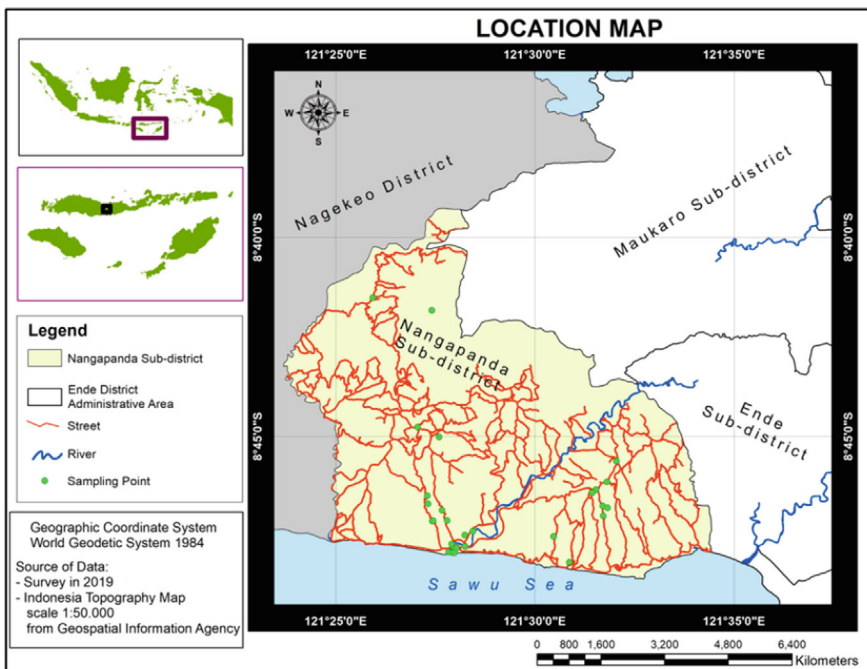 LOCATION MAP
121°25'0"E 121°30'0"E 121°35'0"E
N
W E
S
Nagekeo District
Maukaro Sub-district
8°40'0"S 8°40'0"S
Nangapanda
Sub-district
Ende
Sub-district
8°45'0"S 8°45'0"S
Sawu Sea
121°25'0"E 121°30'0"E 121°35'0"E
0 800 1,600 3,200 4,800 6,400
Kilometers
Legend
Nangapanda Sub-district
Ende District
Administrative Area
Street
River
Sampling Point
Geographic Coordinate System
World Geodetic System 1984
Source of Data:
- Survey in 2019
- Indonesia Topography Map
scale 1:50.000
from Geospatial Information Agency